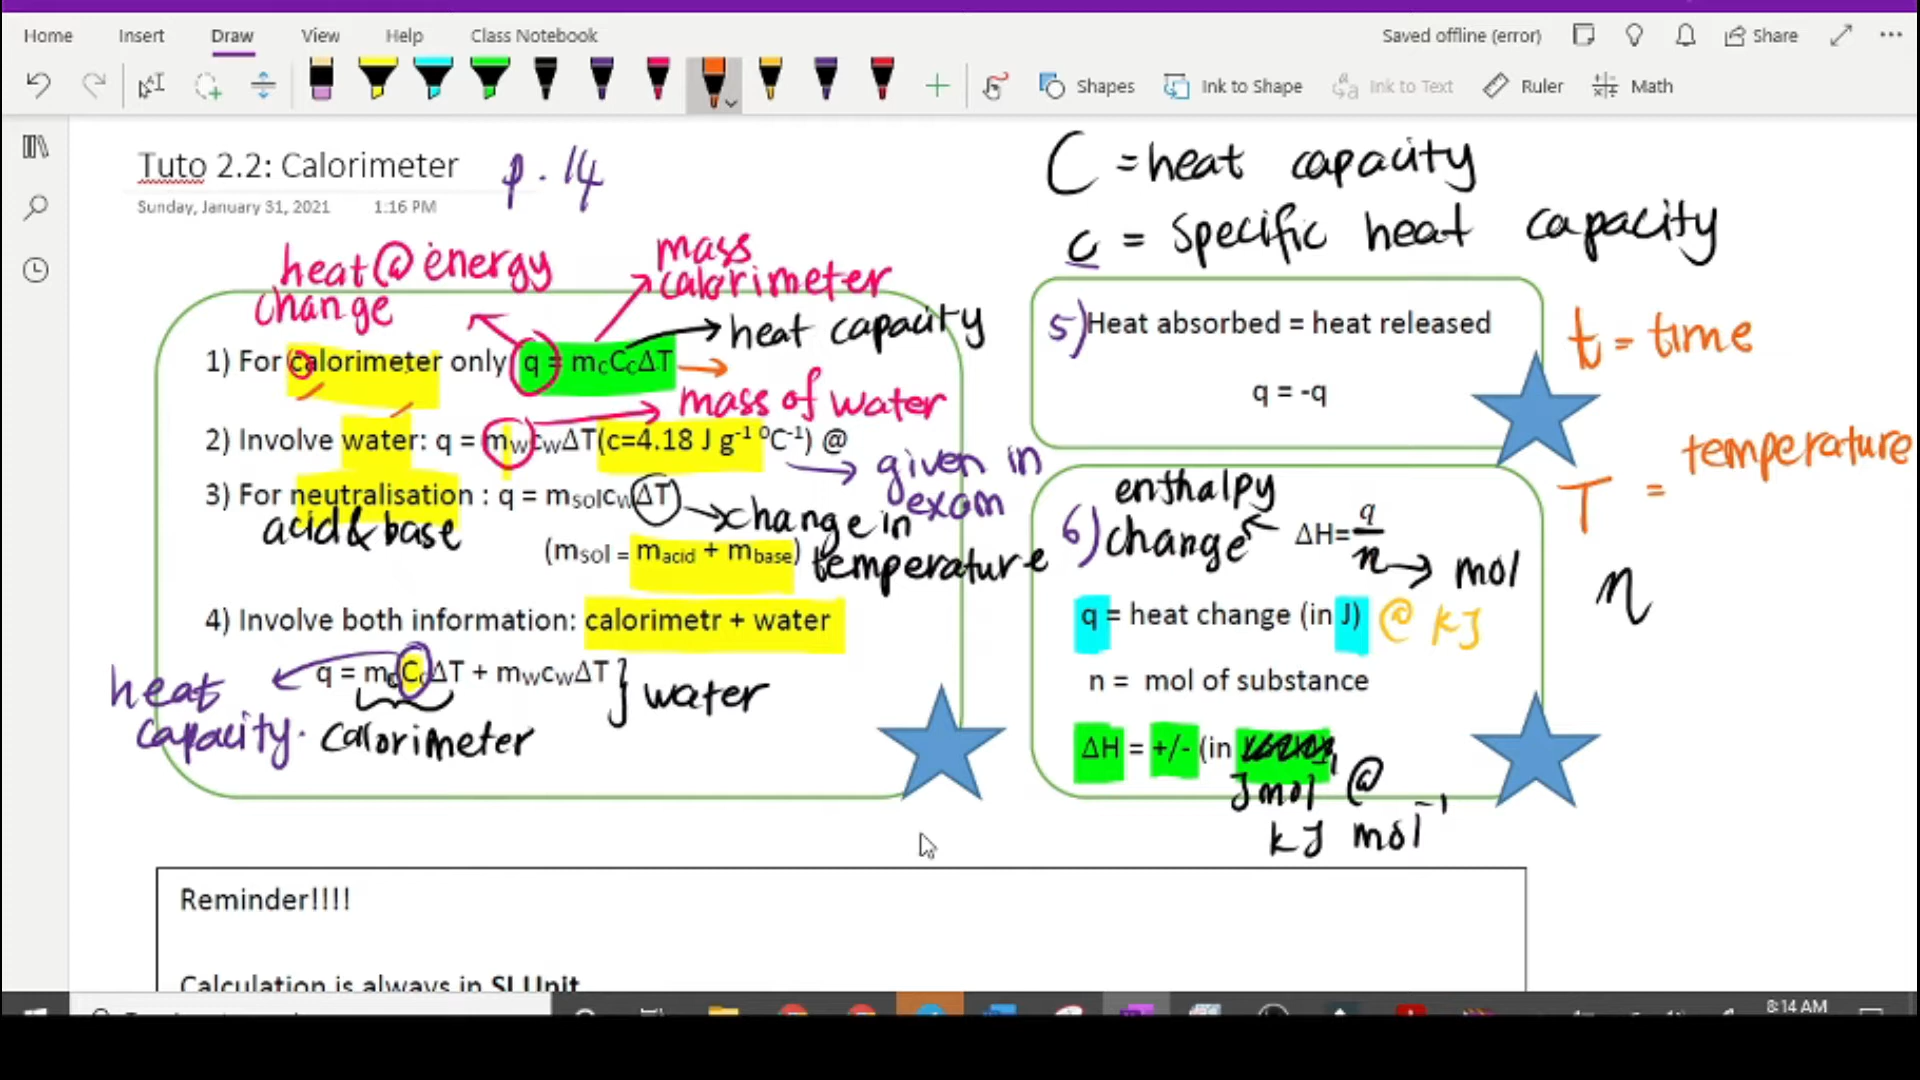 Home Insert Draw View Help Class Notebook
Saved offline (error) Share
Shapes Ink to Shape Ink to Text Ruler Math
Tuto 2.2: Calorimeter p. 14
Sunday, January 31, 2021 1:16 PM
C = heat capacity
c = specific heat capacity
heat @ energy change
mass calorimeter
heat capacity
1) For calorimeter only q = mcCcΔT
mass of water
2) Involve water: q = mwcwΔT(c=4.18 J g⁻¹ ⁰C⁻¹) @
given in exam
3) For neutralisation : q = msolcwΔT
acid & base
change in temperature
(msol = macid + mbase)
4) Involve both information: calorimetr + water
q = mcCcΔT + mwcwΔT } water
heat capacity. calorimeter
5) Heat absorbed = heat released
q = -q
t = time
T = temperature
n
6) enthalpy change ΔH=q/n → mol
q = heat change (in J) @ kJ
n = mol of substance
ΔH = +/- (in
J mol⁻¹ @
kJ mol⁻¹
Reminder!!!!
Calculation is always in SI Unit
8:14 AM